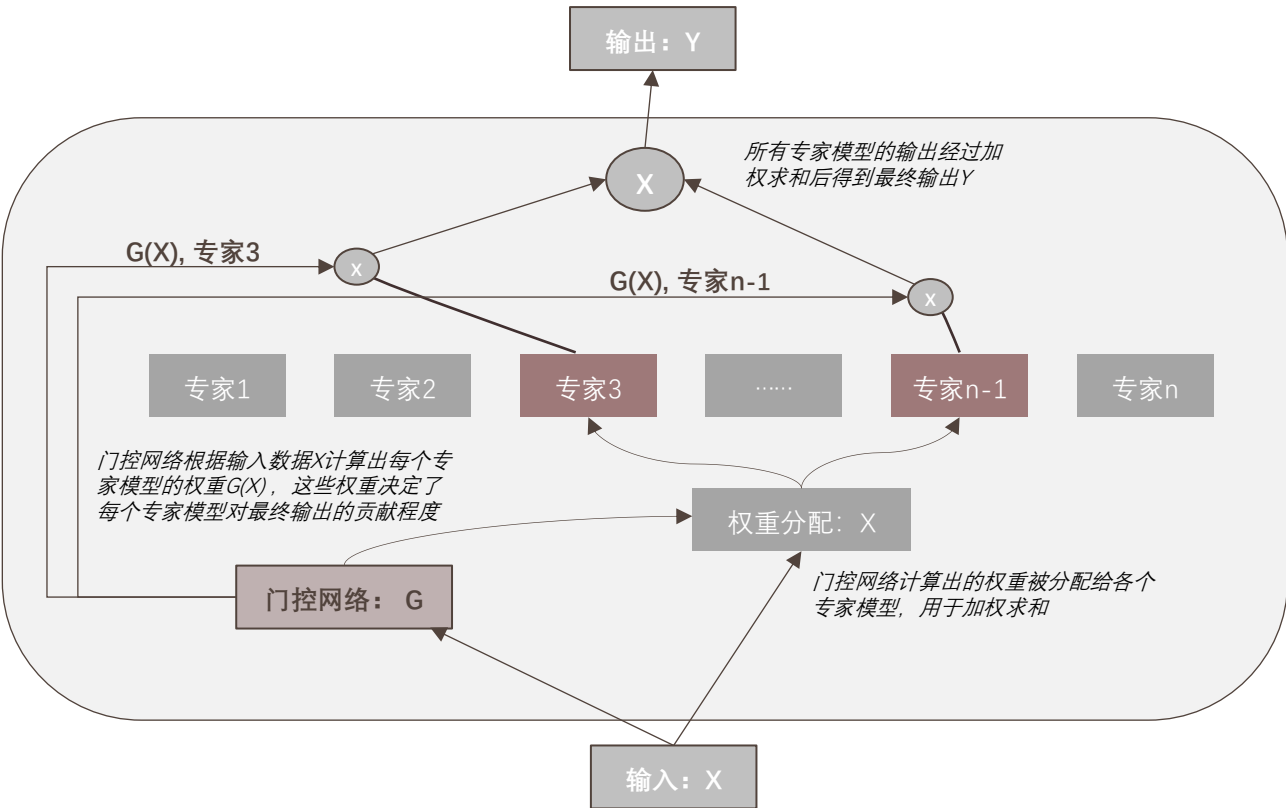 输出：Y
X
所有专家模型的输出经过加
权求和后得到最终输出Y
G(X), 专家3
x
G(X), 专家n-1
x
专家1
专家2
专家3
……
专家n-1
专家n
门控网络根据输入数据X计算出每个专
家模型的权重G(X)，这些权重决定了
每个专家模型对最终输出的贡献程度
权重分配：X
门控网络：G
门控网络计算出的权重被分配给各个
专家模型，用于加权求和
输入：X